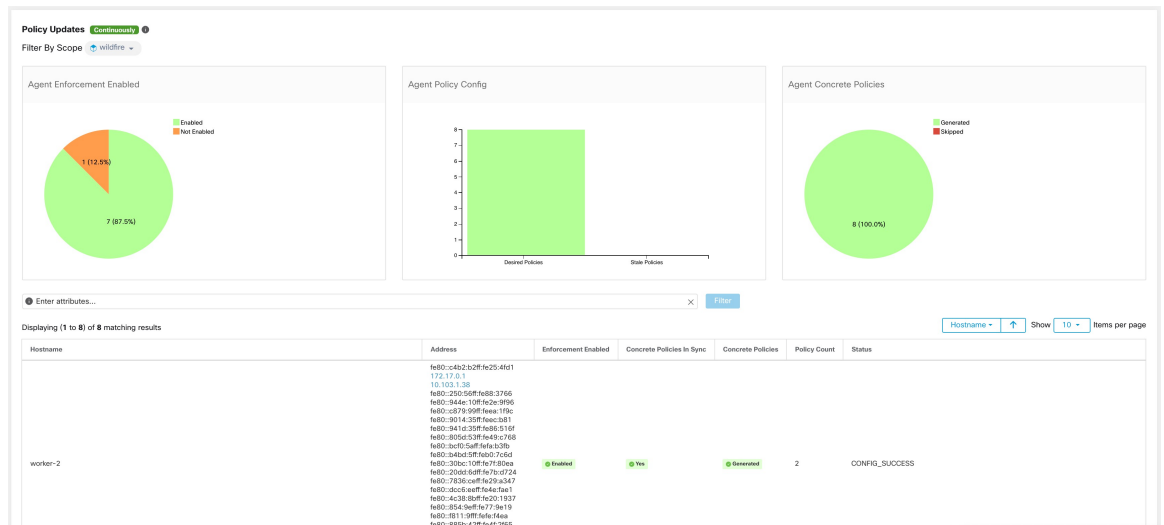 Policy Updates Continuously
Filter By Scope wildfire
Agent Enforcement Enabled
Enabled
Not Enabled
1 (12.5%)
7 (87.5%)
Agent Policy Config
8
7
6
5
4
3
2
1
0
Desired Policies
Stale Policies
Agent Concrete Policies
Generated
Skipped
8 (100.0%)
Enter attributes...
Filter
Displaying (1 to 8) of 8 matching results
Hostname
Show 10 Items per page
Hostname Address Enforcement Enabled Concrete Policies In Sync Concrete Policies Policy Count Status
fe80::c4b2:b2ff:fe25:4fd1
172.17.0.1
10.103.1.38
fe80::250:56ff:fe88:3766
fe80::944e:10ff:fe2e:9f96
fe80::c879:99ff:feea:1f9c
fe80::9014:35ff:feec:b81
fe80::941d:35ff:fe86:516f
fe80::805d:53ff:fe49:c768
fe80::bcf0:5aff:fefa:b3fb
fe80::b4bd:5ff:feb0:7c6d
worker-2 fe80::30bc:10ff:fe7f:80ea Enabled Yes Generated 2 CONFIG_SUCCESS
fe80::20dd:6dff:fe7b:d724
fe80::7836:ceff:fe29:a347
fe80::dcc6:eeff:fe4e:fae1
fe80::4c38:8bff:fe20:1937
fe80::854:9eff:fe77:9e19
fe80::f811:9fff:fefe:f4ea
fe80::885b:42ff:fe4f:2f65